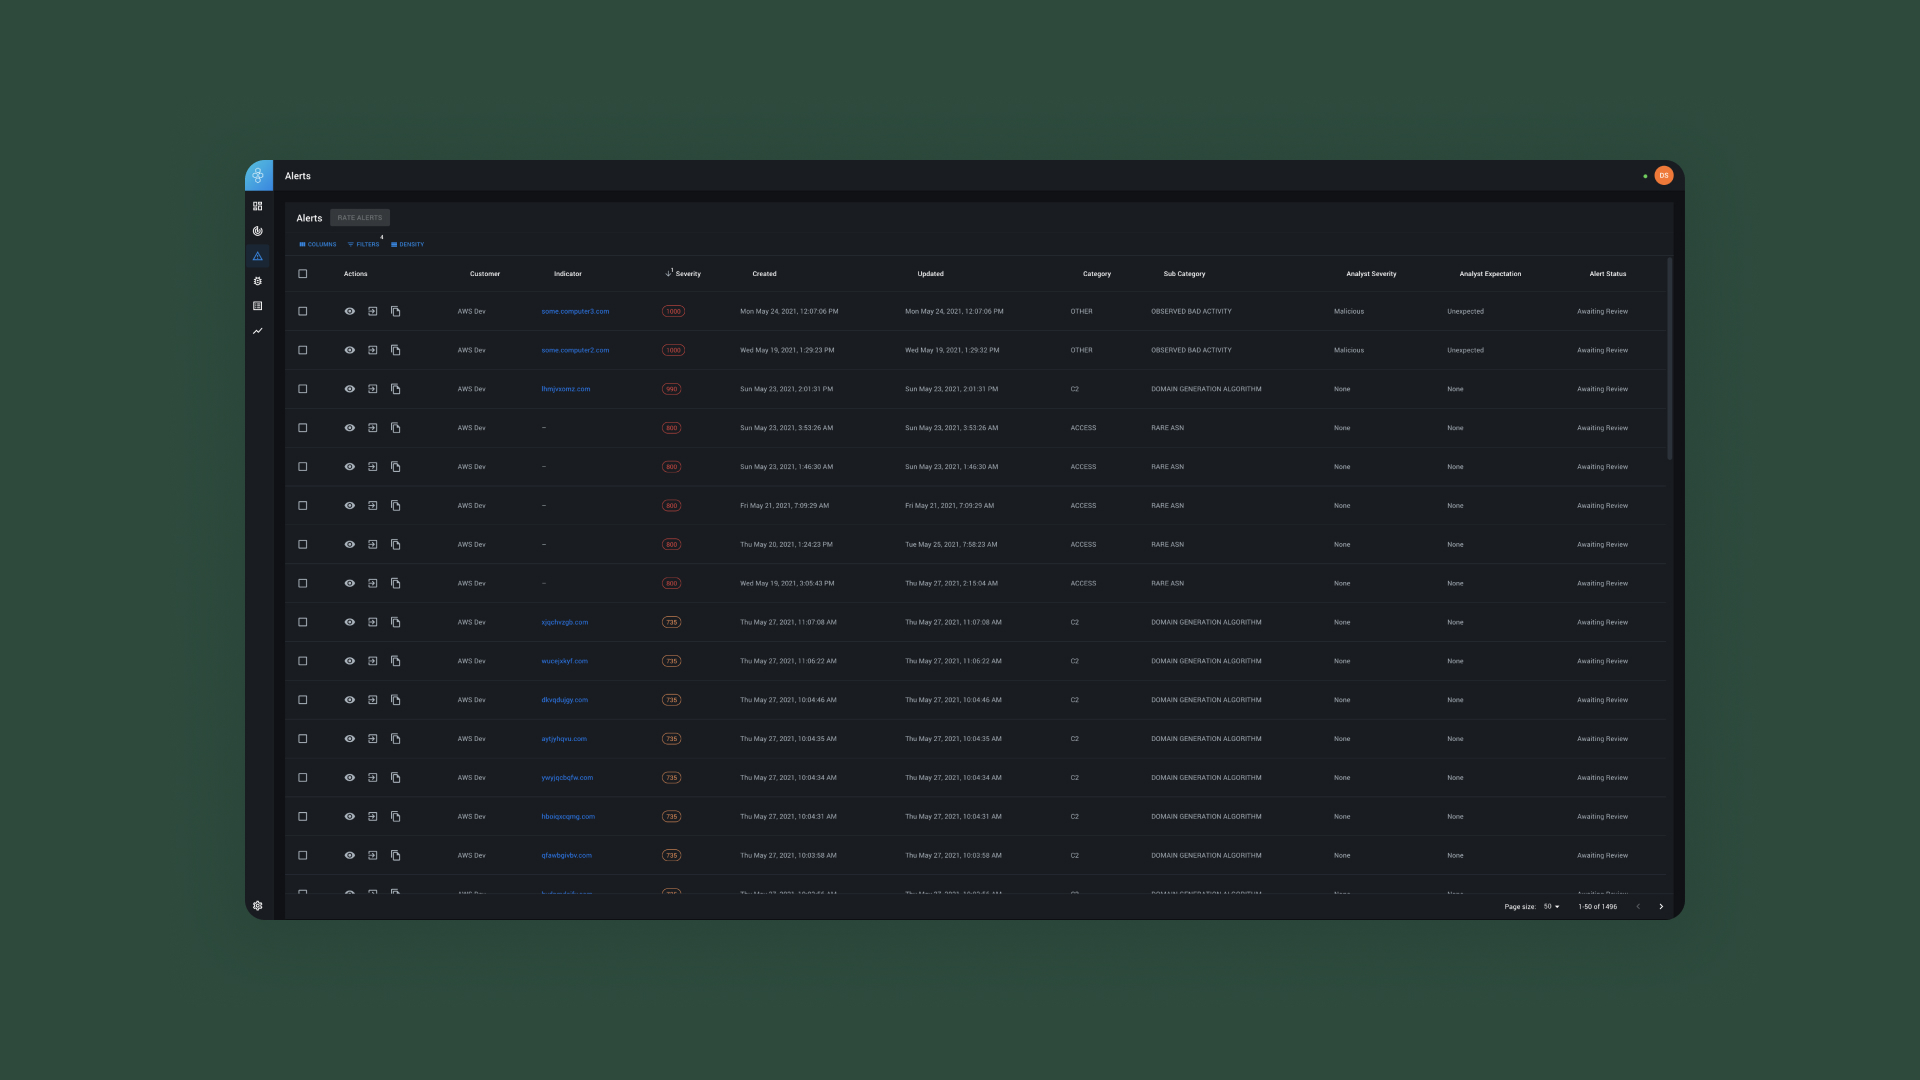 Alerts
DS
Alerts RATE ALERTS
COLUMNS FILTERS 4 DENSITY
Actions Customer Indicator 1 Severity Created Updated Category Sub Category Analyst Severity Analyst Expectation Alert Status
AWS Dev some.computer3.com 1000 Mon May 24, 2021, 12:07:06 PM Mon May 24, 2021, 12:07:06 PM OTHER OBSERVED BAD ACTIVITY Malicious Unexpected Awaiting Review
AWS Dev some.computer2.com 1000 Wed May 19, 2021, 1:29:23 PM Wed May 19, 2021, 1:29:32 PM OTHER OBSERVED BAD ACTIVITY Malicious Unexpected Awaiting Review
AWS Dev 990 Sun May 23, 2021, 2:01:31 PM Sun May 23, 2021, 2:01:31 PM C2 DOMAIN GENERATION ALGORITHM None None Awaiting Review
AWS Dev – 800 Sun May 23, 2021, 3:53:26 AM Sun May 23, 2021, 3:53:26 AM ACCESS RARE ASN None None Awaiting Review
AWS Dev – 800 Sun May 23, 2021, 1:46:30 AM Sun May 23, 2021, 1:46:30 AM ACCESS RARE ASN None None Awaiting Review
AWS Dev – 800 Fri May 21, 2021, 7:09:29 AM Fri May 21, 2021, 7:09:29 AM ACCESS RARE ASN None None Awaiting Review
AWS Dev – 800 Thu May 20, 2021, 1:24:23 PM Tue May 25, 2021, 7:58:23 AM ACCESS RARE ASN None None Awaiting Review
AWS Dev – 800 Wed May 19, 2021, 3:05:43 PM Thu May 27, 2021, 2:15:04 AM ACCESS RARE ASN None None Awaiting Review
AWS Dev xjqohvzgb.com 735 Thu May 27, 2021, 11:07:08 AM Thu May 27, 2021, 11:07:08 AM C2 DOMAIN GENERATION ALGORITHM None None Awaiting Review
AWS Dev wucejxkyf.com 735 Thu May 27, 2021, 11:06:22 AM Thu May 27, 2021, 11:06:22 AM C2 DOMAIN GENERATION ALGORITHM None None Awaiting Review
AWS Dev dkvqdujgy.com 735 Thu May 27, 2021, 10:04:46 AM Thu May 27, 2021, 10:04:46 AM C2 DOMAIN GENERATION ALGORITHM None None Awaiting Review
AWS Dev aytjyhqvu.com 735 Thu May 27, 2021, 10:04:35 AM Thu May 27, 2021, 10:04:35 AM C2 DOMAIN GENERATION ALGORITHM None None Awaiting Review
AWS Dev ywyjqcbqfw.com 735 Thu May 27, 2021, 10:04:34 AM Thu May 27, 2021, 10:04:34 AM C2 DOMAIN GENERATION ALGORITHM None None Awaiting Review
AWS Dev hboiqxcqmg.com 735 Thu May 27, 2021, 10:04:31 AM Thu May 27, 2021, 10:04:31 AM C2 DOMAIN GENERATION ALGORITHM None None Awaiting Review
AWS Dev qfawbgivbv.com 735 Thu May 27, 2021, 10:03:58 AM Thu May 27, 2021, 10:03:58 AM C2 DOMAIN GENERATION ALGORITHM None None Awaiting Review
Page size: 50 1-50 of 1496